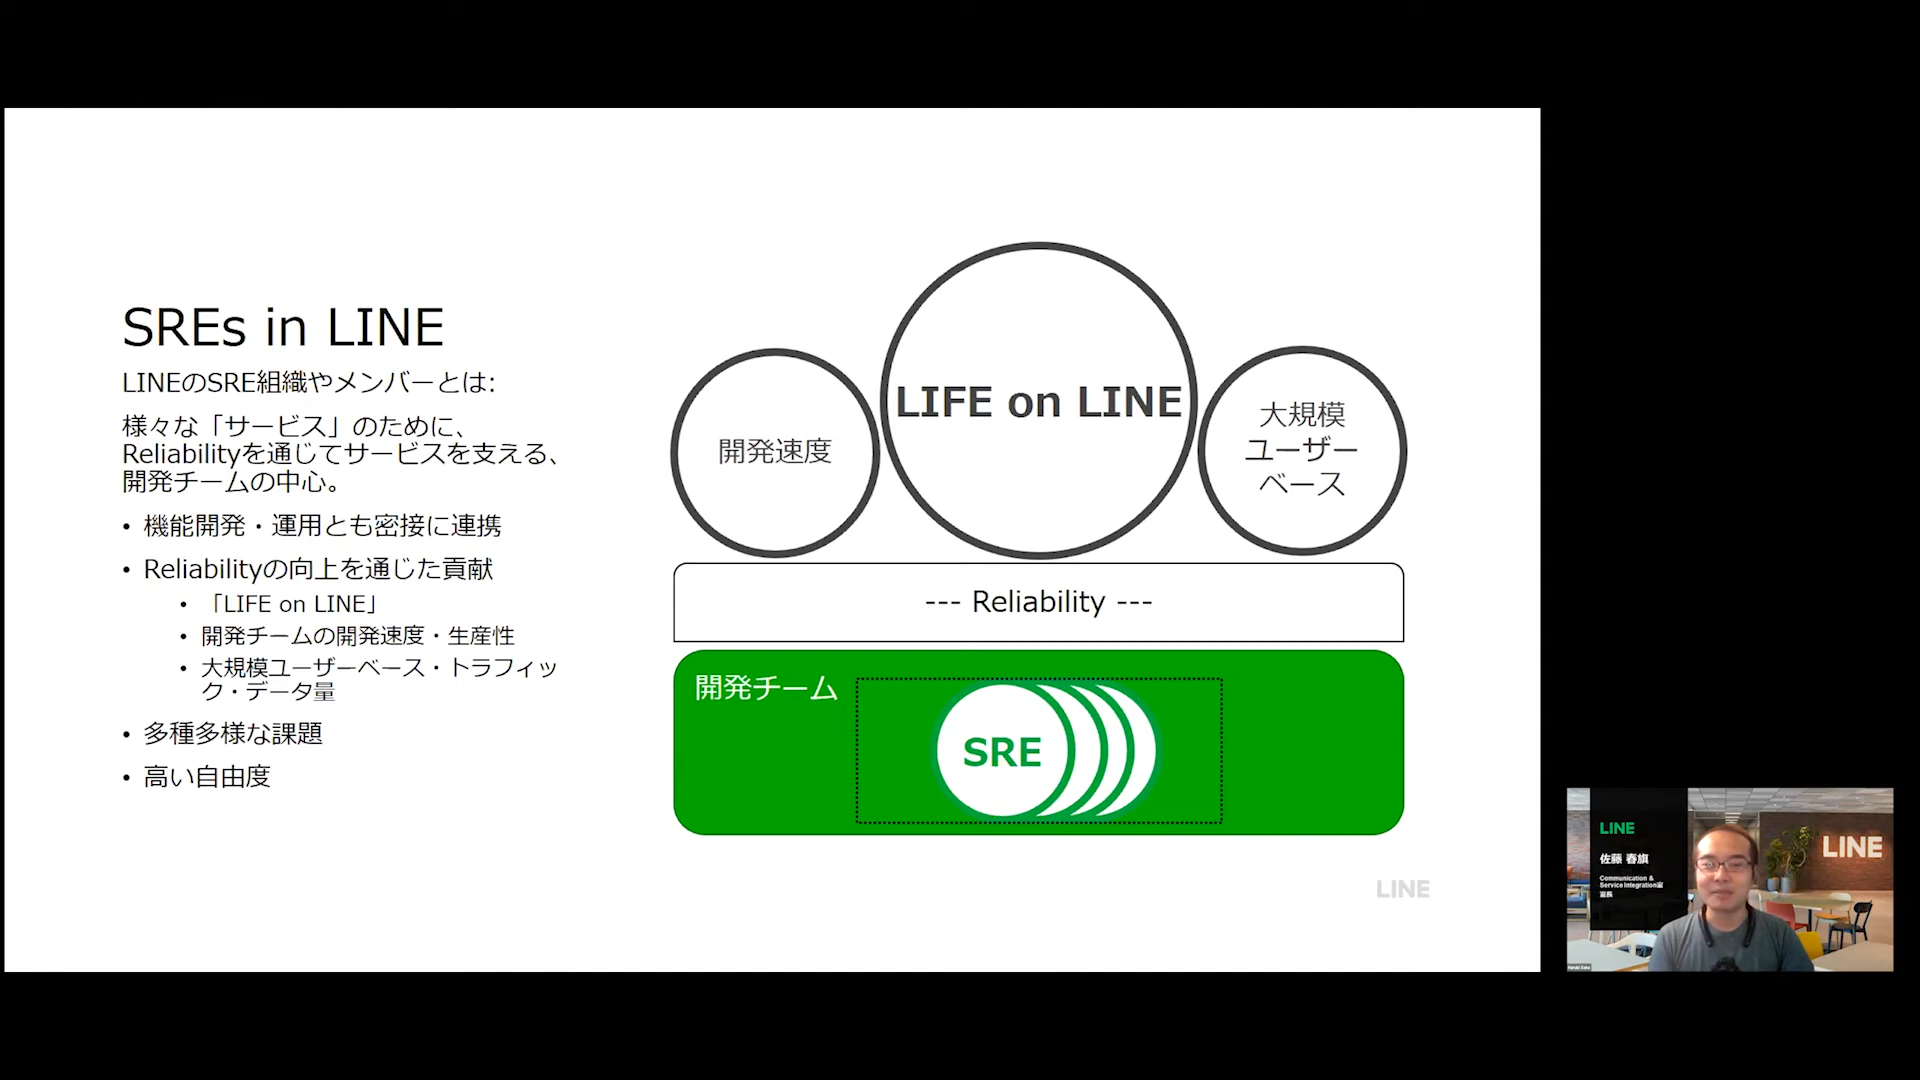 SREs in LINE
LINEのSRE組織やメンバーとは:
様々な「サービス」のために、
Reliabilityを通じてサービスを支える、
開発チームの中心。
• 機能開発・運用とも密接に連携
• Reliabilityの向上を通じた貢献
• 「LIFE on LINE」
• 開発チームの開発速度・生産性
• 大規模ユーザーベース・トラフィッ
ク・データ量
• 多種多様な課題
• 高い自由度
開発速度
LIFE on LINE
大規模
ユーザー
ベース
--- Reliability ---
開発チーム
SRE
LINE
LINE
佐藤 春旗
Communication &
Service Integration室
室長
LINE
Haruki Sato